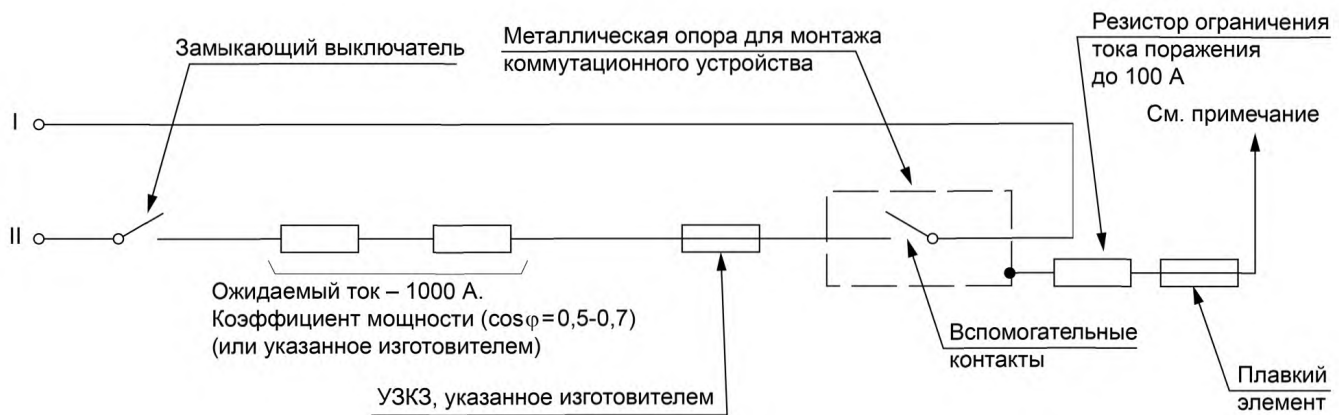 Замыкающий выключатель
Металлическая опора для монтажа
коммутационного устройства
Резистор ограничения
тока поражения
до 100 А
См. примечание
I
II
Ожидаемый ток – 1000 А.
Коэффициент мощности (cosφ=0,5-0,7)
(или указанное изготовителем)
УЗКЗ, указанное изготовителем
Вспомогательные
контакты
Плавкий
элемент